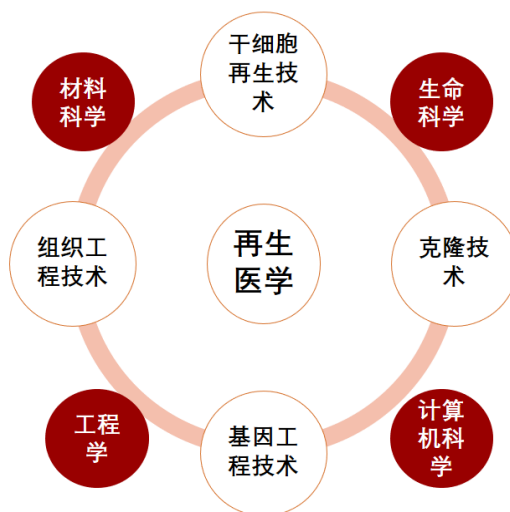 干细胞
再生技
术
材料
科学
生命
科学
组织工
程技术
再生
医学
克隆技
术
工程
学
基因工
程技术
计算
机科
学